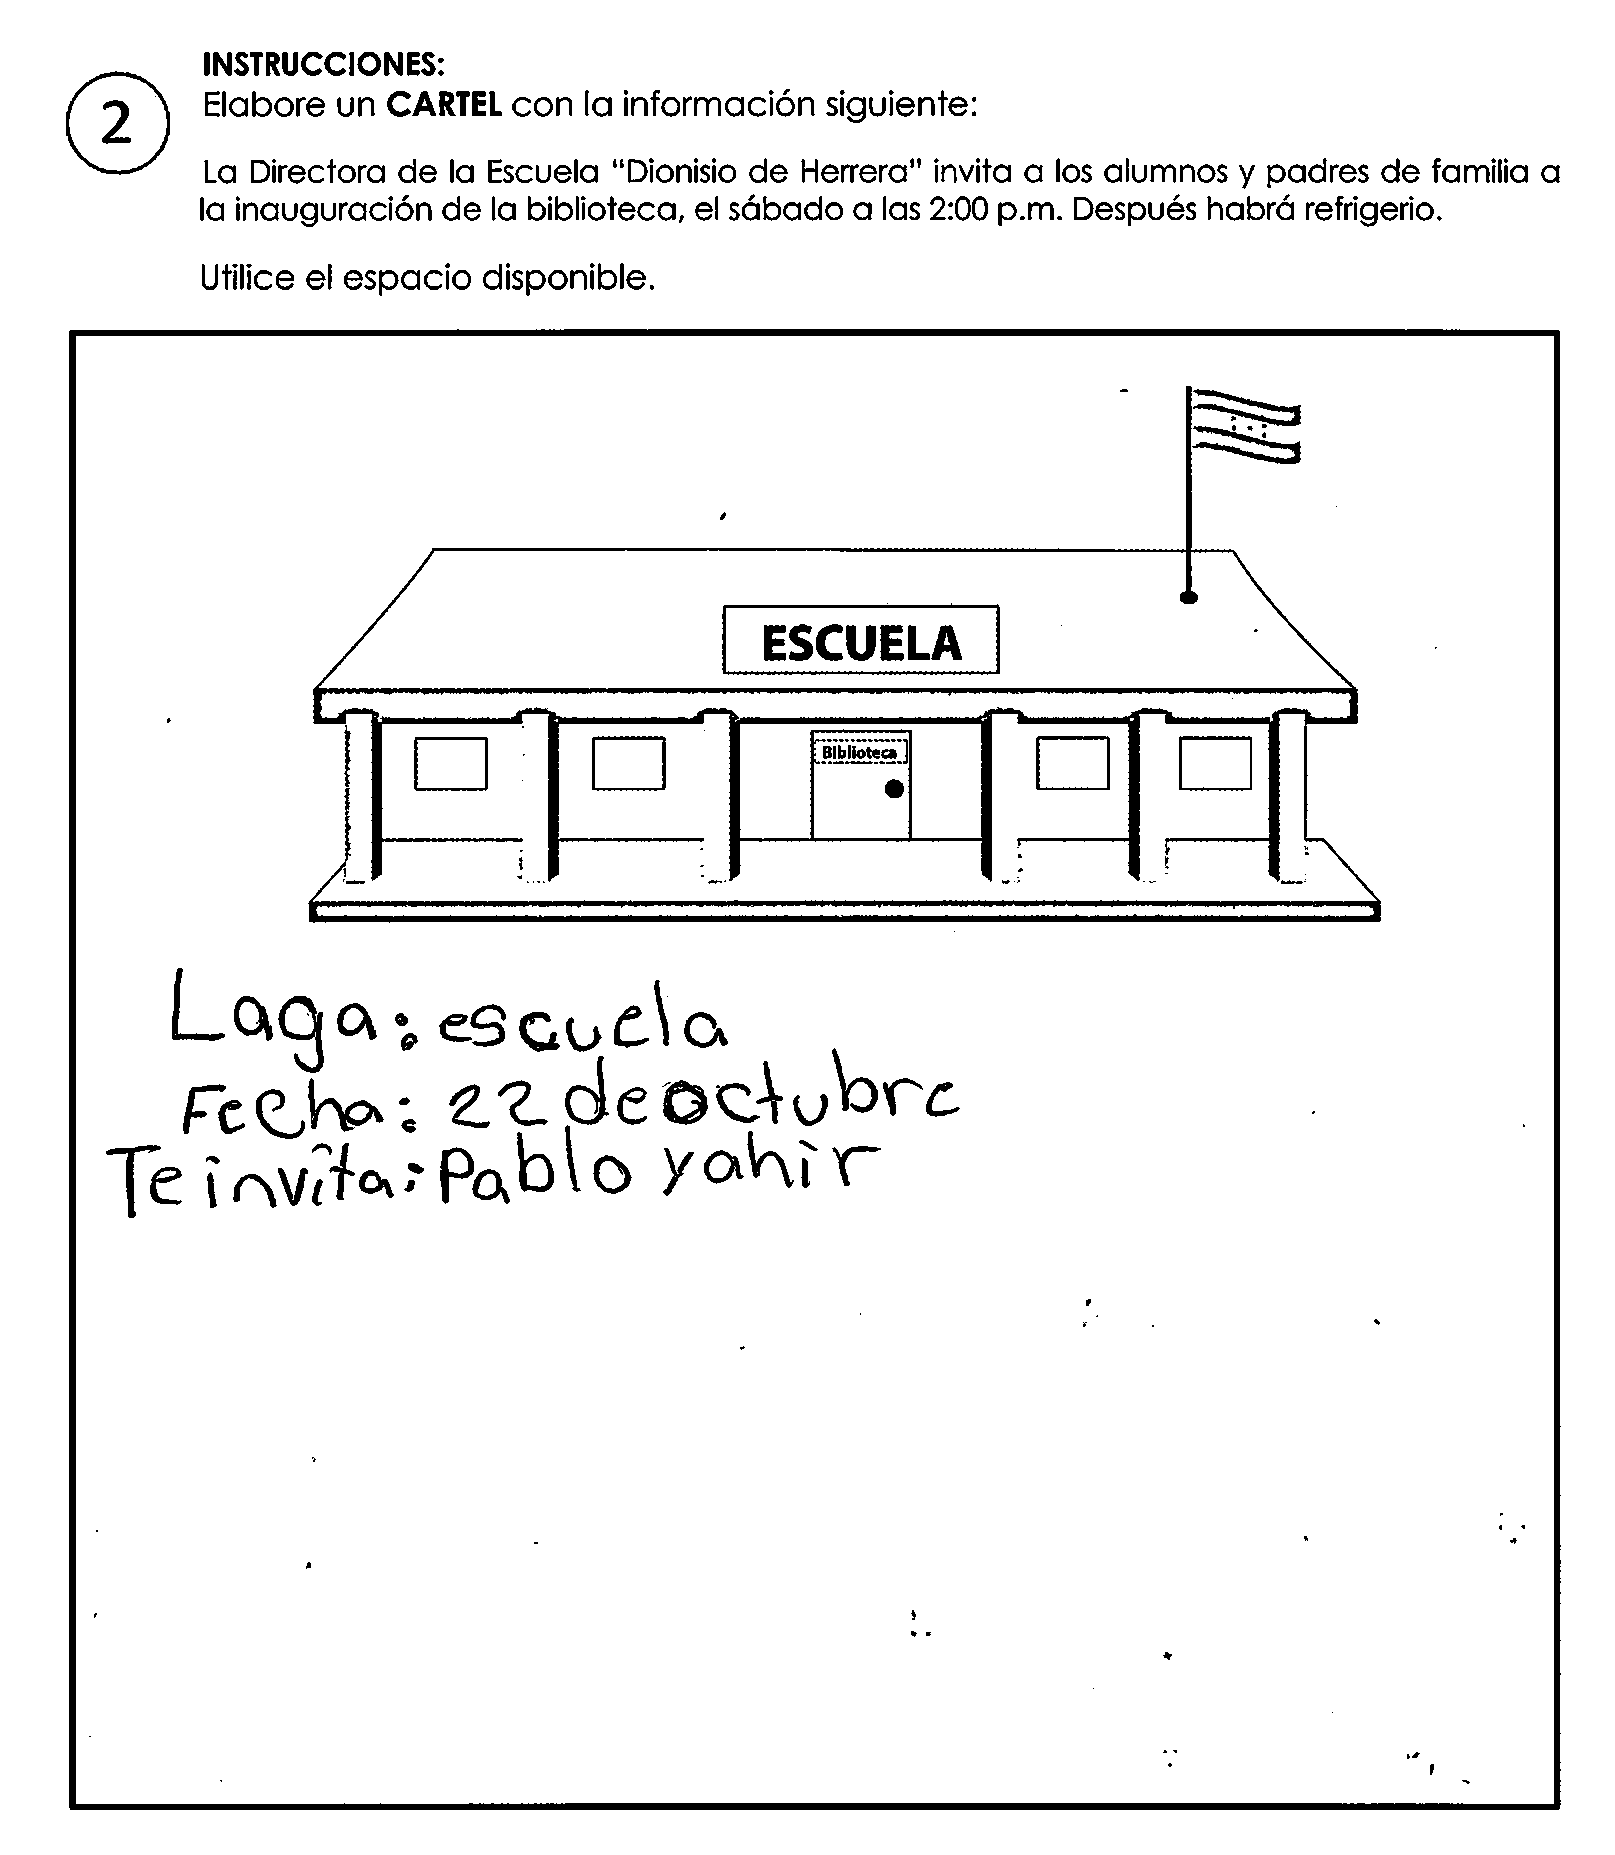 INSTRUCCIONES:
2
Elabore un CARTEL con la información siguiente:
La Directora de la Escuela "Dionisio de Herrera" invita a los alumnos y padres de familia a
la inauguración de la biblioteca, el sábado a las 2:00 p.m. Después habrá refrigerio.
Utilice el espacio disponible.
ESCUELA
Biblioteca
Laga: escuela
Fecha: 22 de octubre
Te invita: Pablo yahir